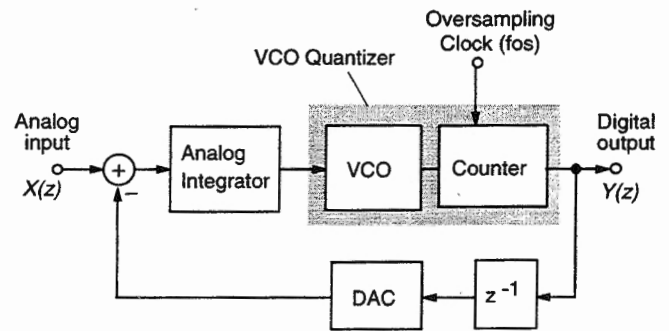 Oversampling
Clock (fos)
VCO Quantizer
Analog
input
X(z)
+
−
Analog
Integrator
VCO
Counter
Digital
output
Y(z)
DAC
z⁻¹